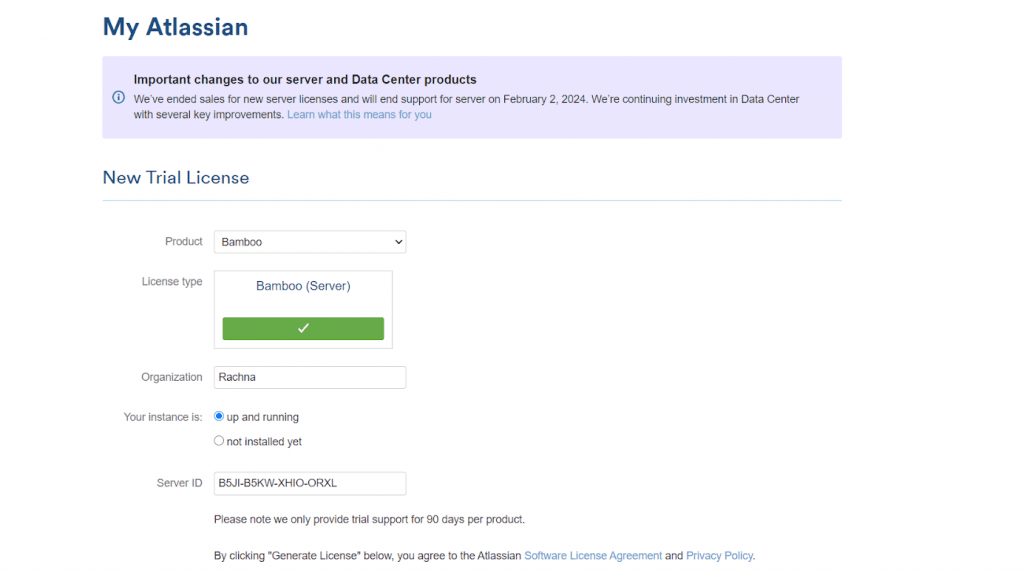 My Atlassian
Important changes to our server and Data Center products
We've ended sales for new server licenses and will end support for server on February 2, 2024. We're continuing investment in Data Center
with several key improvements. Learn what this means for you
New Trial License
Product Bamboo
License type Bamboo (Server)
Organization Rachna
Your instance is: up and running
not installed yet
Server ID B5JI-B5KW-XHIO-ORXL
Please note we only provide trial support for 90 days per product.
By clicking "Generate License" below, you agree to the Atlassian Software License Agreement and Privacy Policy.